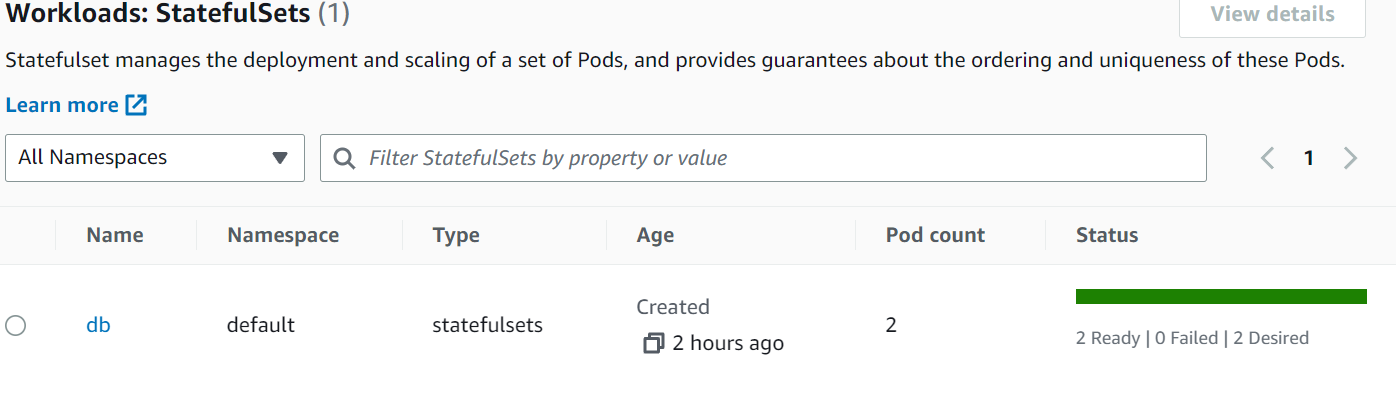 Workloads: StatefulSets (1)
View details
Statefulset manages the deployment and scaling of a set of Pods, and provides guarantees about the ordering and uniqueness of these Pods.
Learn more
All Namespaces
Filter StatefulSets by property or value
1
Name Namespace Type Age Pod count Status
db default statefulsets Created 2 hours ago 2 2 Ready | 0 Failed | 2 Desired